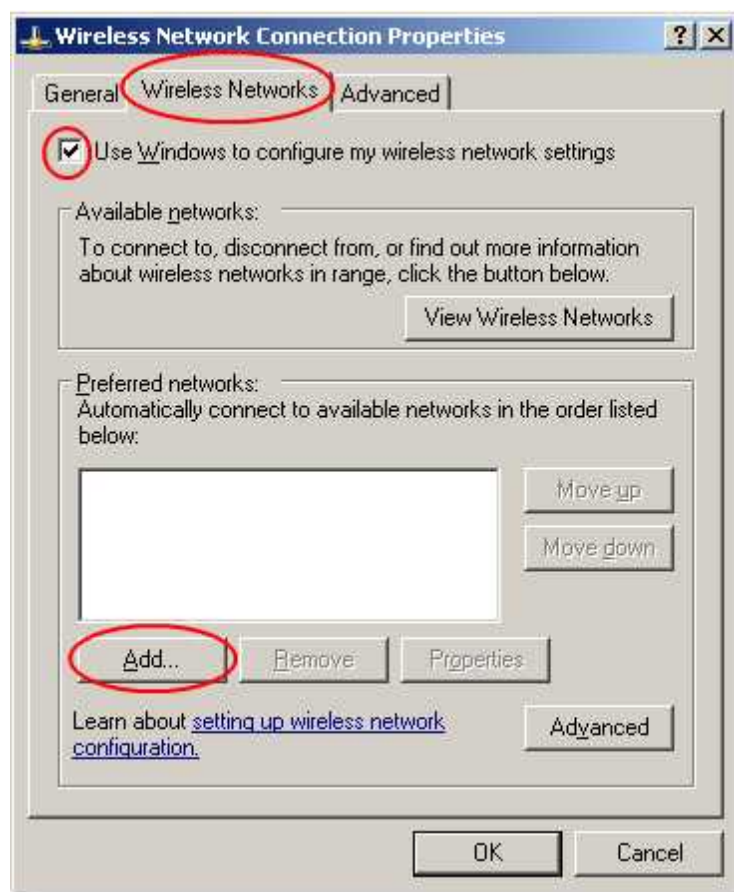 Wireless Network Connection Properties
General Wireless Networks Advanced
Use Windows to configure my wireless network settings
Available networks:
To connect to, disconnect from, or find out more information
about wireless networks in range, click the button below.
View Wireless Networks
Preferred networks:
Automatically connect to available networks in the order listed
below:
Move up
Move down
Add... Remove Properties
Learn about setting up wireless network
configuration.
Advanced
OK Cancel